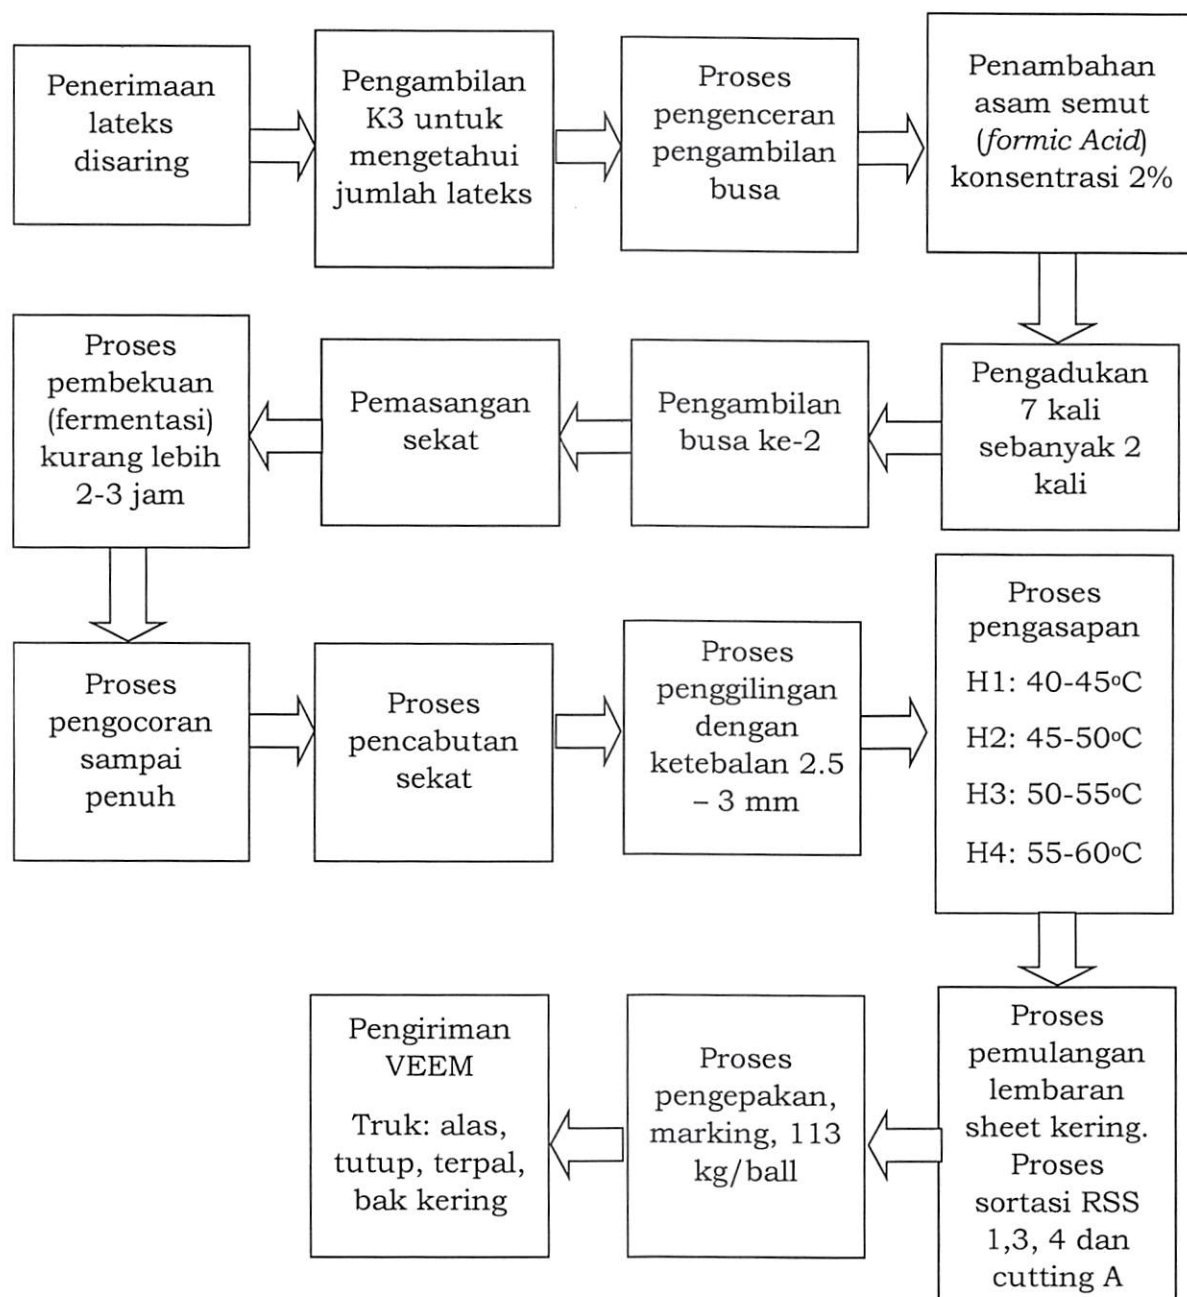 Penerimaan
lateks
disaring
Pengambilan
K3 untuk
mengetahui
jumlah lateks
Proses
pengenceran
pengambilan
busa
Penambahan
asam semut
(formic Acid)
konsentrasi 2%
Pengadukan
7 kali
sebanyak 2
kali
Pengambilan
busa ke-2
Pemasangan
sekat
Proses
pembekuan
(fermentasi)
kurang lebih
2-3 jam
Proses
pengocoran
sampai
penuh
Proses
pencabutan
sekat
Proses
penggilingan
dengan
ketebalan 2.5
– 3 mm
Proses
pengasapan
H1: 40-45ºC
H2: 45-50ºC
H3: 50-55ºC
H4: 55-60ºC
Proses
pemulangan
lembaran
sheet kering.
Proses
sortasi RSS
1,3, 4 dan
cutting A
Proses
pengepakan,
marking, 113
kg/ball
Pengiriman
VEEM
Truk: alas,
tutup, terpal,
bak kering